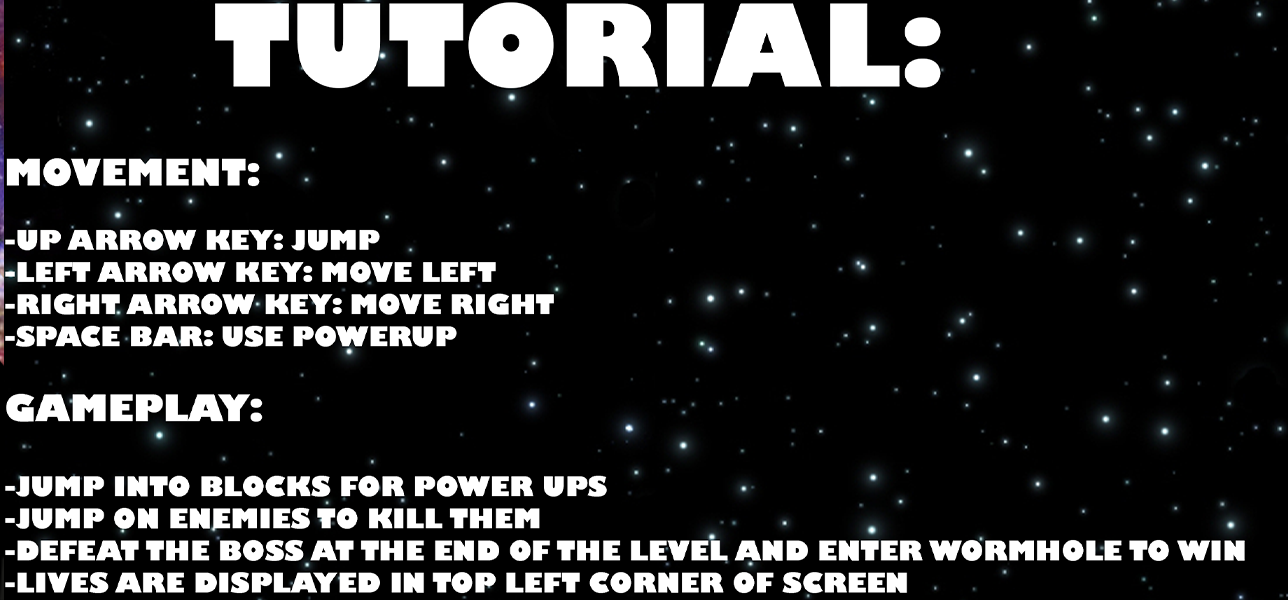 TUTORIAL:
MOVEMENT:
-UP ARROW KEY: JUMP
-LEFT ARROW KEY: MOVE LEFT
-RIGHT ARROW KEY: MOVE RIGHT
-SPACE BAR: USE POWERUP
GAMEPLAY:
-JUMP INTO BLOCKS FOR POWER UPS
-JUMP ON ENEMIES TO KILL THEM
-DEFEAT THE BOSS AT THE END OF THE LEVEL AND ENTER WORMHOLE TO WIN
-LIVES ARE DISPLAYED IN TOP LEFT CORNER OF SCREEN